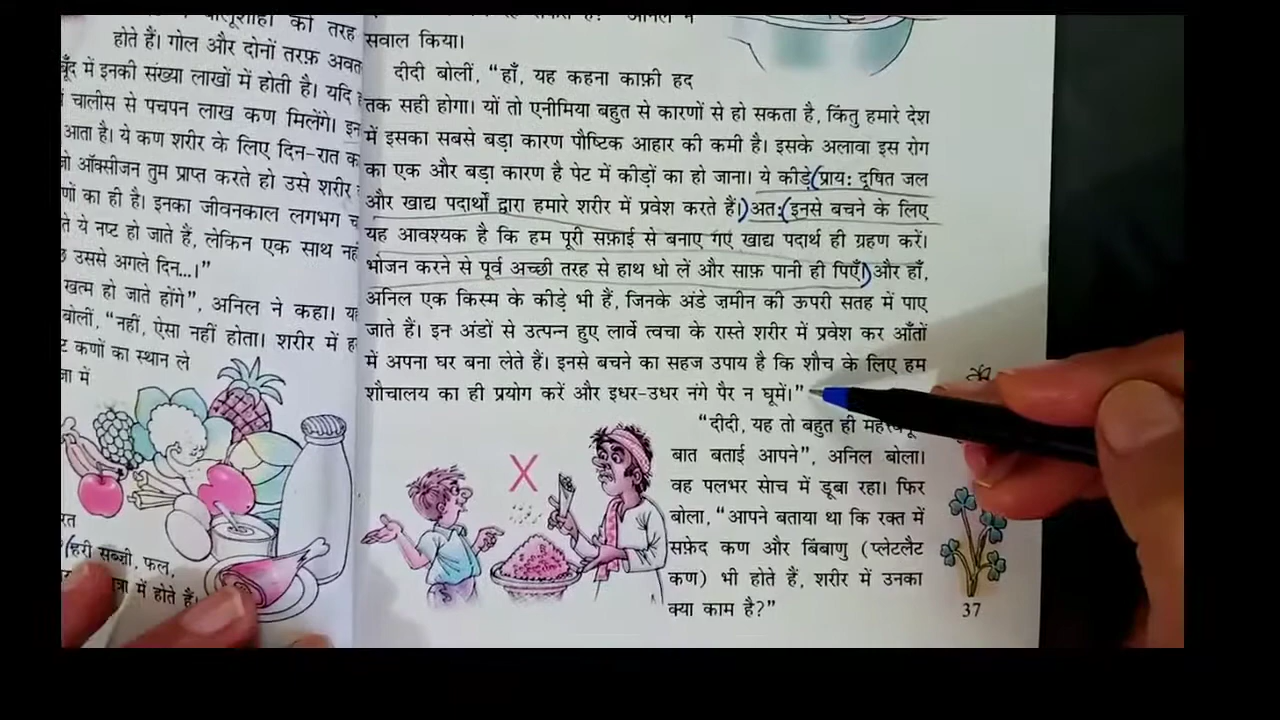 की तरह
होते हैं। गोल और दोनों तरफ़ अवत
बूँद में इनकी संख्या लाखों में होती है। यदि
चालीस से पचपन लाख कण मिलेंगे। इन
आता है। ये कण शरीर के लिए दिन-रात क
जो ऑक्सीजन तुम प्राप्त करते हो उसे शरीर
णों का ही है। इनका जीवनकाल लगभग च
ते ये नष्ट हो जाते हैं, लेकिन एक साथ नहीं
उससे अगले दिन...।”
खत्म हो जाते होंगे”, अनिल ने कहा।
बोलीं, “नहीं, ऐसा नहीं होता। शरीर में ह
कणों का स्थान ले
में
हरी सब्ज़ी, फल,
त्रा में होते हैं
अनिल ने
सवाल किया।
दीदी बोलीं, “हाँ, यह कहना काफ़ी हद
तक सही होगा। यों तो एनीमिया बहुत से कारणों से हो सकता है, किंतु हमारे देश
में इसका सबसे बड़ा कारण पौष्टिक आहार की कमी है। इसके अलावा इस रोग
का एक और बड़ा कारण है पेट में कीड़ों का हो जाना। ये कीड़े (प्राय: दूषित जल
और खाद्य पदार्थों द्वारा हमारे शरीर में प्रवेश करते हैं।) अत: (इनसे बचने के लिए
यह आवश्यक है कि हम पूरी सफ़ाई से बनाए गए खाद्य पदार्थ ही ग्रहण करें।
भोजन करने से पूर्व अच्छी तरह से हाथ धो लें और साफ़ पानी ही पिएँ।) और हाँ,
अनिल एक किस्म के कीड़े भी हैं, जिनके अंडे ज़मीन की ऊपरी सतह में पाए
जाते हैं। इन अंडों से उत्पन्न हुए लार्वे त्वचा के रास्ते शरीर में प्रवेश कर आँतों
में अपना घर बना लेते हैं। इनसे बचने का सहज उपाय है कि शौच के लिए हम
शौचालय का ही प्रयोग करें और इधर-उधर नंगे पैर न घूमें।”
“दीदी, यह तो बहुत ही
बात बताई आपने”, अनिल बोला।
वह पलभर सोच में डूबा रहा। फिर
बोला, “आपने बताया था कि रक्त में
सफ़ेद कण और बिंबाणु (प्लेटलैट
कण) भी होते हैं, शरीर में उनका
क्या काम है?”
X
37